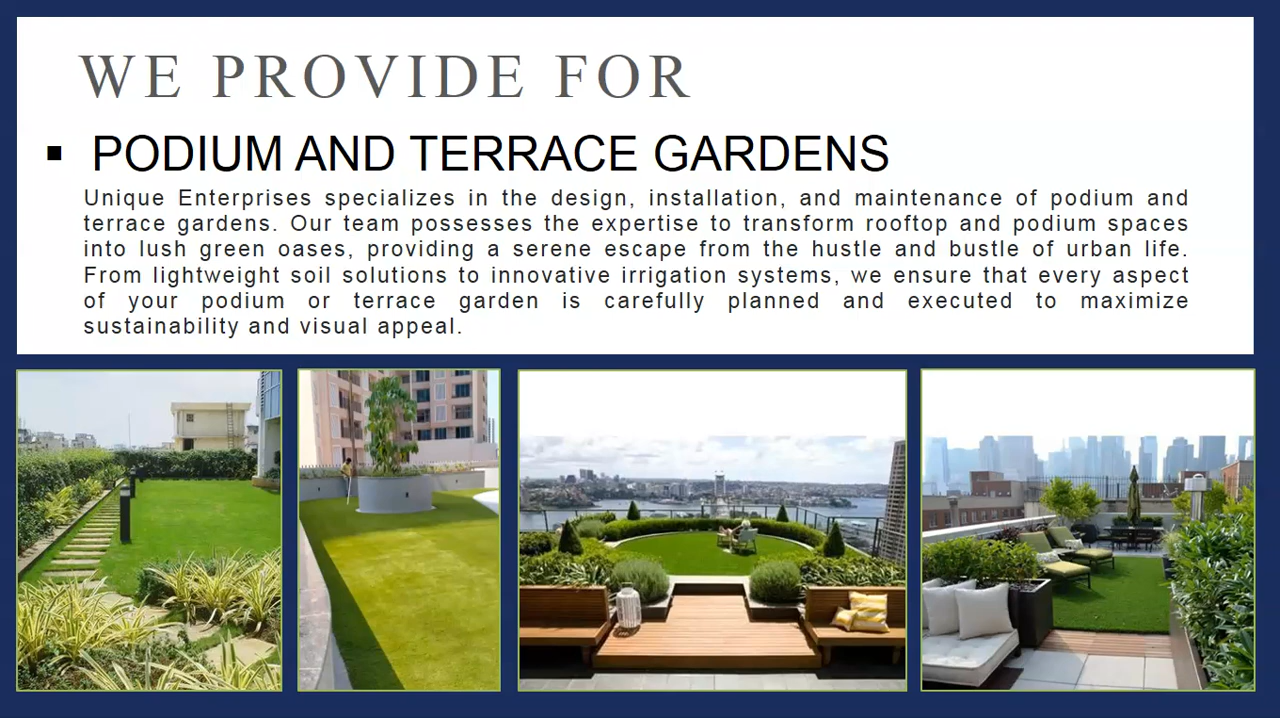 WE PROVIDE FOR
▪ PODIUM AND TERRACE GARDENS
Unique Enterprises specializes in the design, installation, and maintenance of podium and
terrace gardens. Our team possesses the expertise to transform rooftop and podium spaces
into lush green oases, providing a serene escape from the hustle and bustle of urban life.
From lightweight soil solutions to innovative irrigation systems, we ensure that every aspect
of your podium or terrace garden is carefully planned and executed to maximize
sustainability and visual appeal.